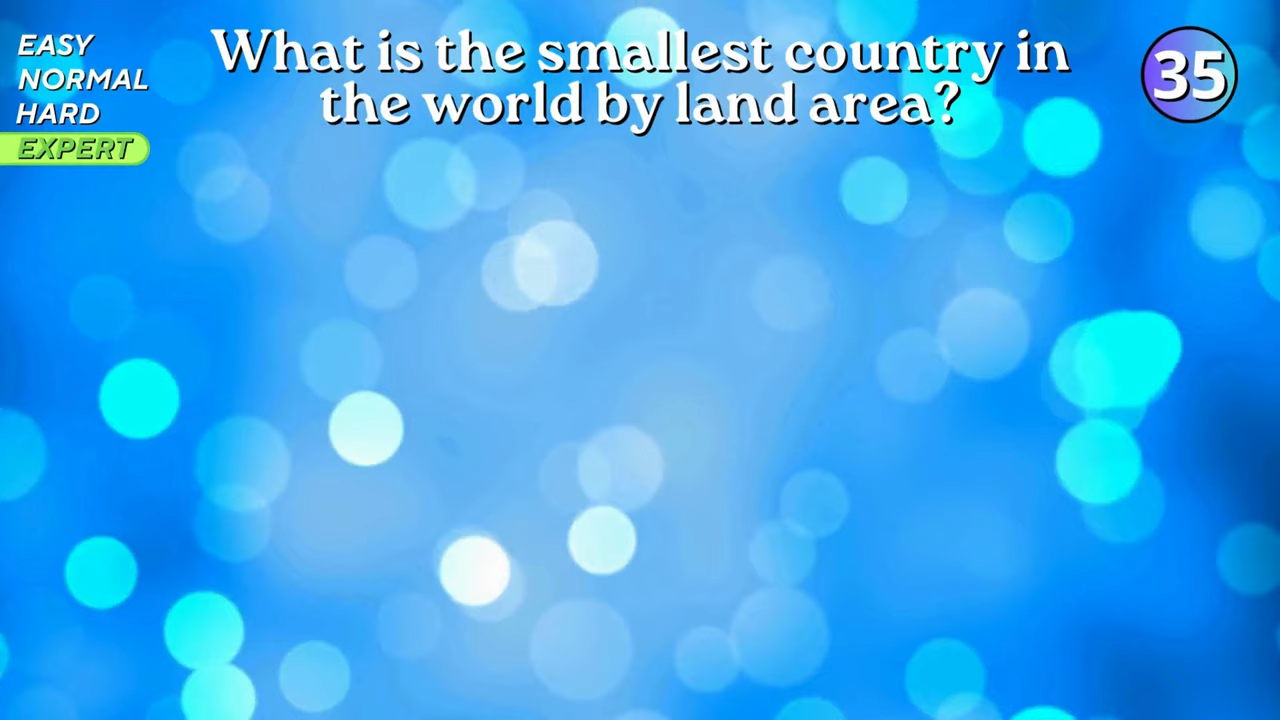 EASY
NORMAL
HARD
EXPERT
What is the smallest country in
the world by land area?
35